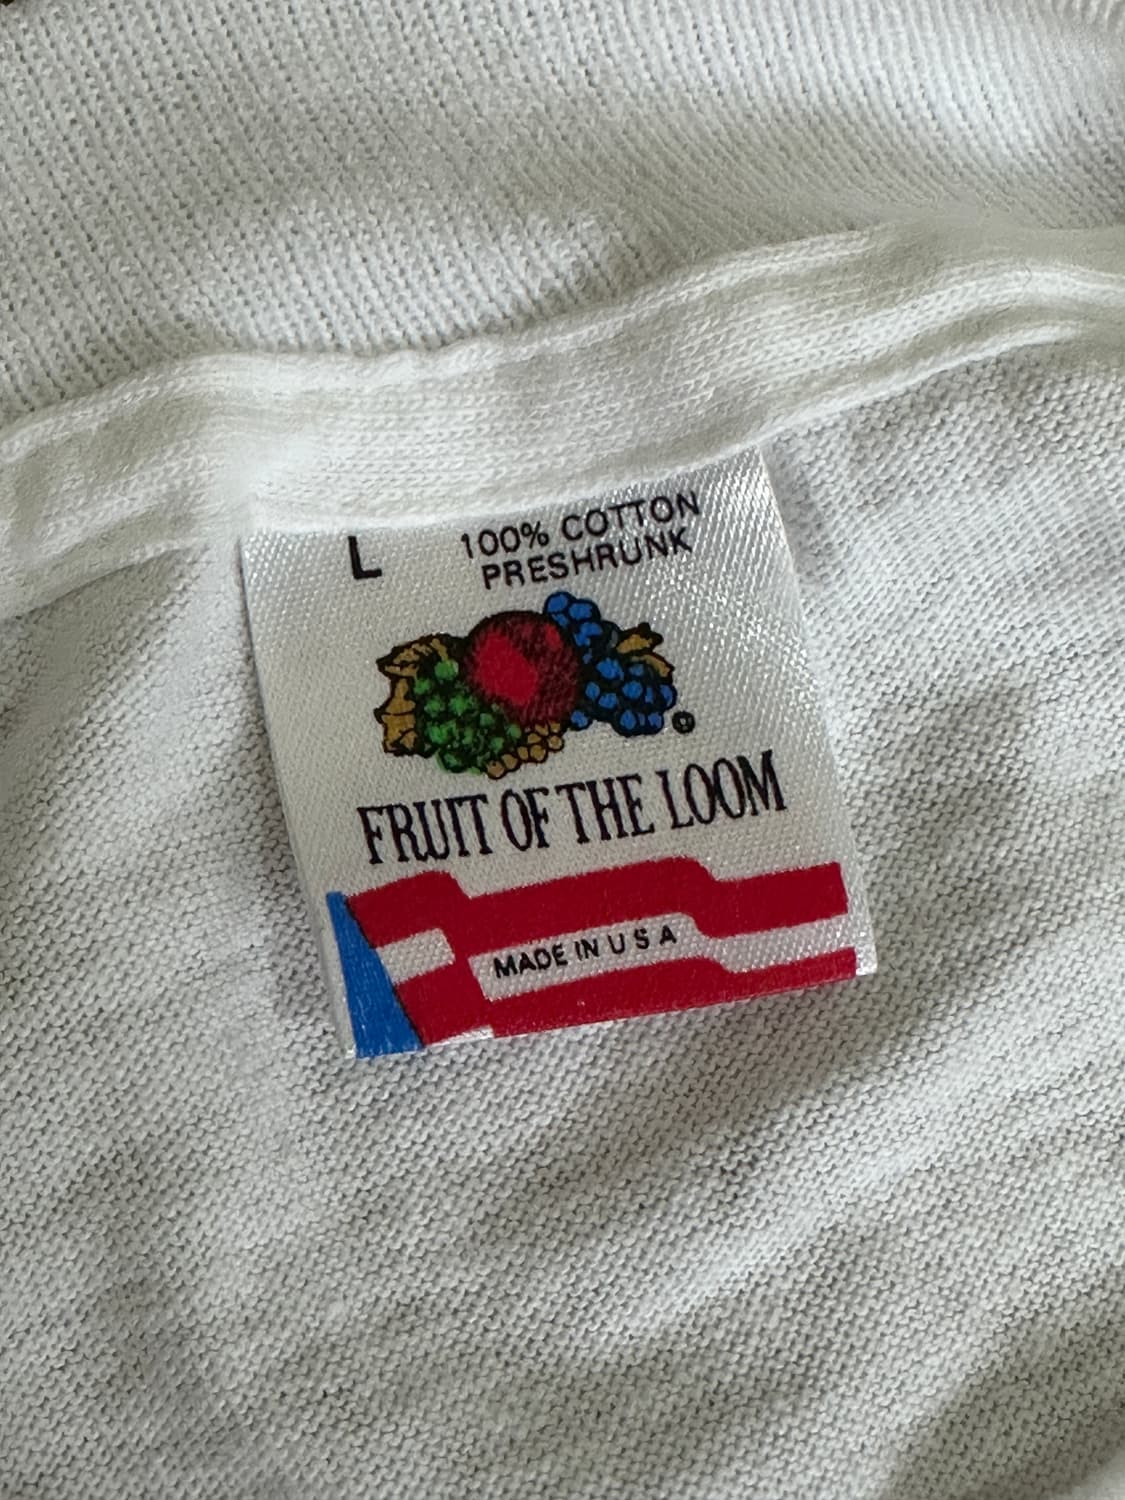 L
100% COTTON
PRESHRUNK
®
FRUIT OF THE LOOM
MADE IN U S A